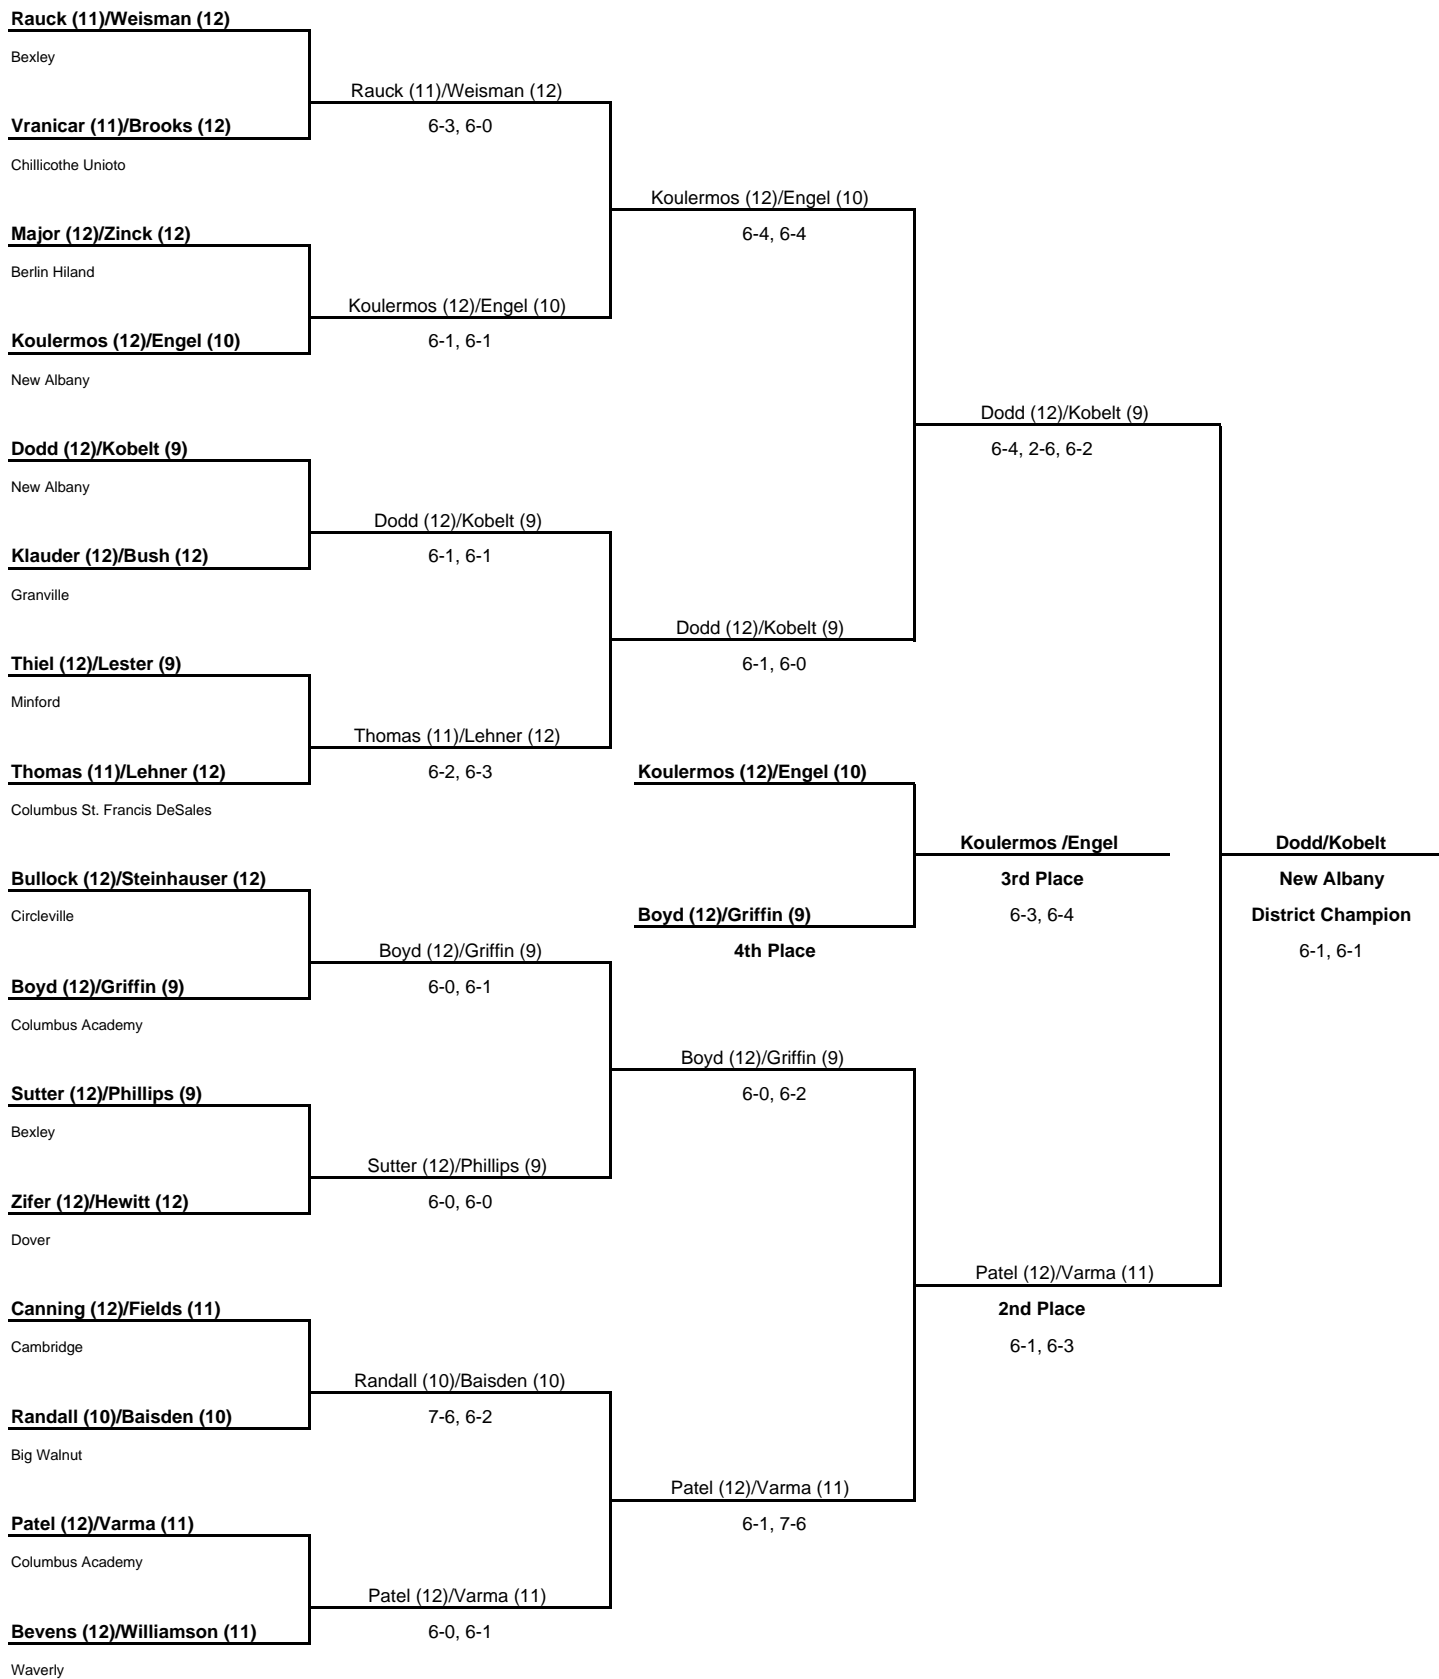 Rauck (11)/Weisman (12)
Bexley
Rauck (11)/Weisman (12)
Vranicar (11)/Brooks (12)
6-3, 6-0
Chillicothe Unioto
Koulermos (12)/Engel (10)
Major (12)/Zinck (12)
6-4, 6-4
Berlin Hiland
Koulermos (12)/Engel (10)
Koulermos (12)/Engel (10)
6-1, 6-1
New Albany
Dodd (12)/Kobelt (9)
Dodd (12)/Kobelt (9)
6-4, 2-6, 6-2
New Albany
Dodd (12)/Kobelt (9)
Klauder (12)/Bush (12)
6-1, 6-1
Granville
Dodd (12)/Kobelt (9)
Thiel (12)/Lester (9)
6-1, 6-0
Minford
Thomas (11)/Lehner (12)
Thomas (11)/Lehner (12)
6-2, 6-3
Koulermos (12)/Engel (10)
Columbus St. Francis DeSales
Koulermos /Engel
Dodd/Kobelt
Bullock (12)/Steinhauser (12)
3rd Place
New Albany
Circleville
Boyd (12)/Griffin (9)
6-3, 6-4
District Champion
Boyd (12)/Griffin (9)
4th Place
6-1, 6-1
Boyd (12)/Griffin (9)
6-0, 6-1
Columbus Academy
Boyd (12)/Griffin (9)
Sutter (12)/Phillips (9)
6-0, 6-2
Bexley
Sutter (12)/Phillips (9)
Zifer (12)/Hewitt (12)
6-0, 6-0
Dover
Patel (12)/Varma (11)
Canning (12)/Fields (11)
2nd Place
Cambridge
6-1, 6-3
Randall (10)/Baisden (10)
Randall (10)/Baisden (10)
7-6, 6-2
Big Walnut
Patel (12)/Varma (11)
Patel (12)/Varma (11)
6-1, 7-6
Columbus Academy
Patel (12)/Varma (11)
Bevens (12)/Williamson (11)
6-0, 6-1
Waverly